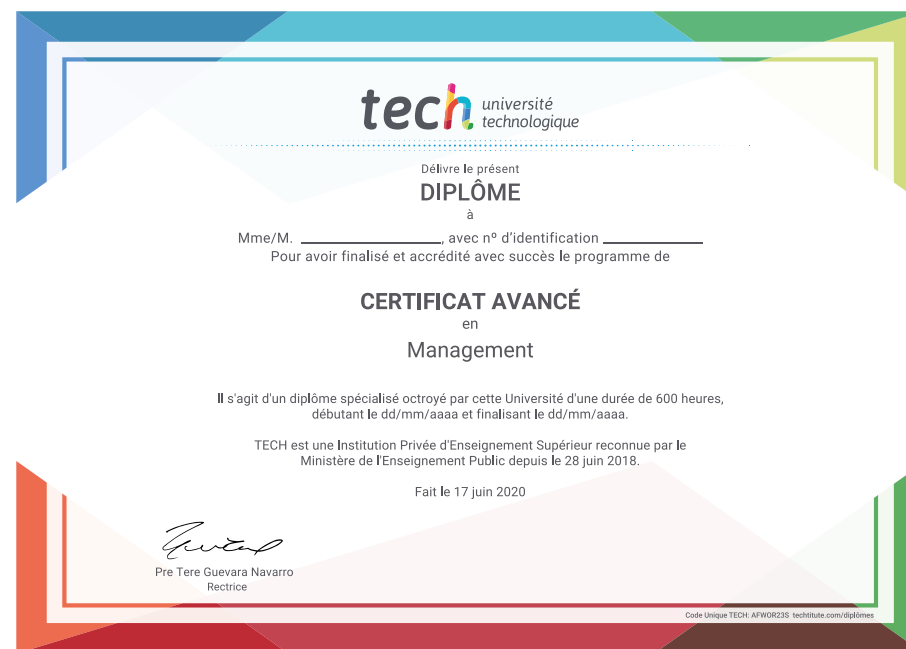 tech université
technologique
Délivre le présent
DIPLÔME
à
Mme/M. ____________________, avec nº d'identification ______________
Pour avoir finalisé et accrédité avec succès le programme de
CERTIFICAT AVANCÉ
en
Management
Il s'agit d'un diplôme spécialisé octroyé par cette Université d'une durée de 600 heures,
débutant le dd/mm/aaaa et finalisant le dd/mm/aaaa.
TECH est une Institution Privée d'Enseignement Supérieur reconnue par le
Ministère de l'Enseignement Public depuis le 28 juin 2018.
Fait le 17 juin 2020
Pre Tere Guevara Navarro
Rectrice
Code Unique TECH: AFWOR23S techtitute.com/diplômes